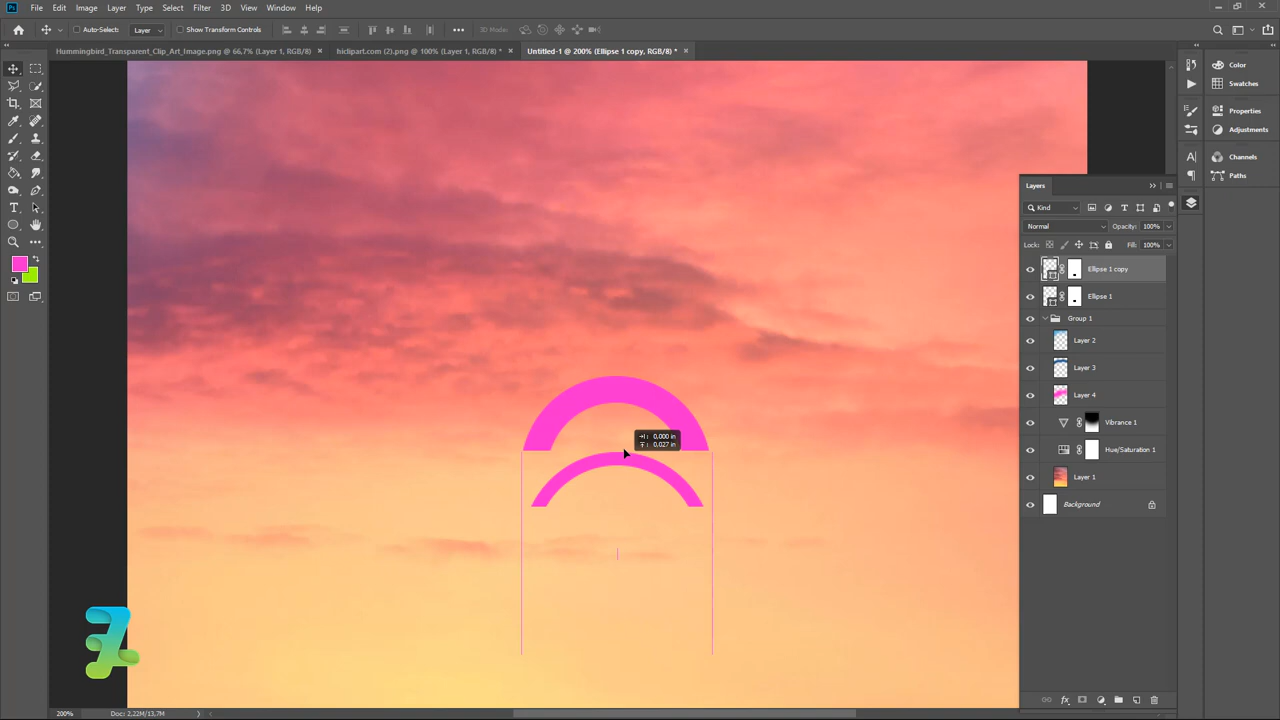 File Edit Image Layer Type Select Filter 3D View Window Help
Auto-Select: Layer Show Transform Controls 3D Mode:
Hummingbird_Transparent_Clip_Art_Image.png @ 66,7% (Layer 1, RGB/8) hiclipart.com (2).png @ 100% (Layer 1, RGB/8) * Untitled-1 @ 200% (Ellipse 1 copy, RGB/8) *
Color
Swatches
Properties
Adjustments
Channels
Paths
Layers
Kind
Normal Opacity: 100%
Lock: Fill: 100%
Ellipse 1 copy
Ellipse 1
Group 1
Layer 2
Layer 3
Layer 4
Vibrance 1
Hue/Saturation 1
Layer 1
Background
0,000 in
0,027 in
200% Doc: 2,22M/13,7M